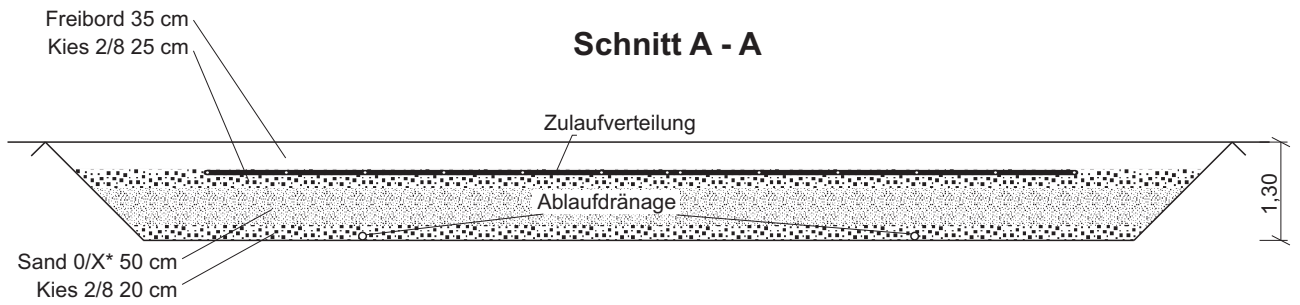 Freibord 35 cm
Kies 2/8 25 cm
Schnitt A - A
Zulaufverteilung
Ablaufdränage
1,30
Sand 0/X* 50 cm
Kies 2/8 20 cm